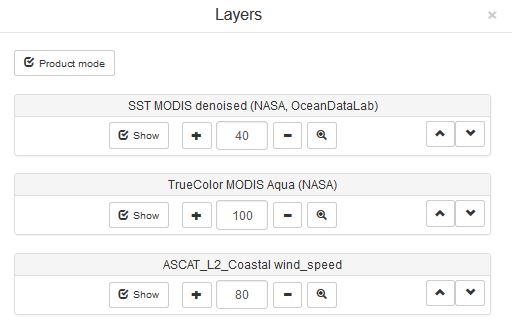 Layers ×
Product mode
SST MODIS denoised (NASA, OceanDataLab)
Show 40
TrueColor MODIS Aqua (NASA)
Show 100
ASCAT_L2_Coastal wind_speed
Show 80